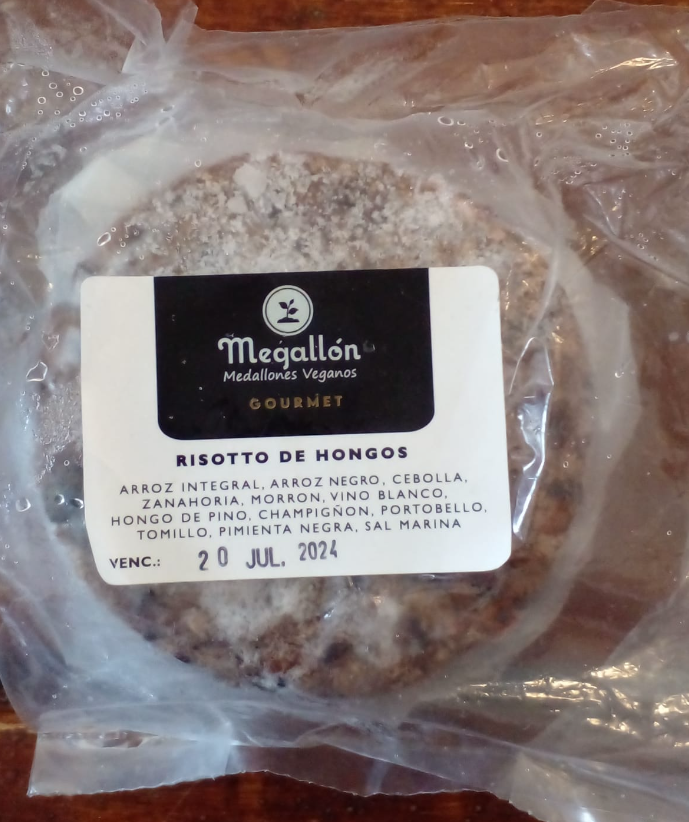 Megallón
Medallones Veganos
GOURMET
RISOTTO DE HONGOS
ARROZ INTEGRAL, ARROZ NEGRO, CEBOLLA,
ZANAHORIA, MORRON, VINO BLANCO,
HONGO DE PINO, CHAMPIGÑON, PORTOBELLO,
TOMILLO, PIMIENTA NEGRA, SAL MARINA
VENC.: 20 JUL. 2024